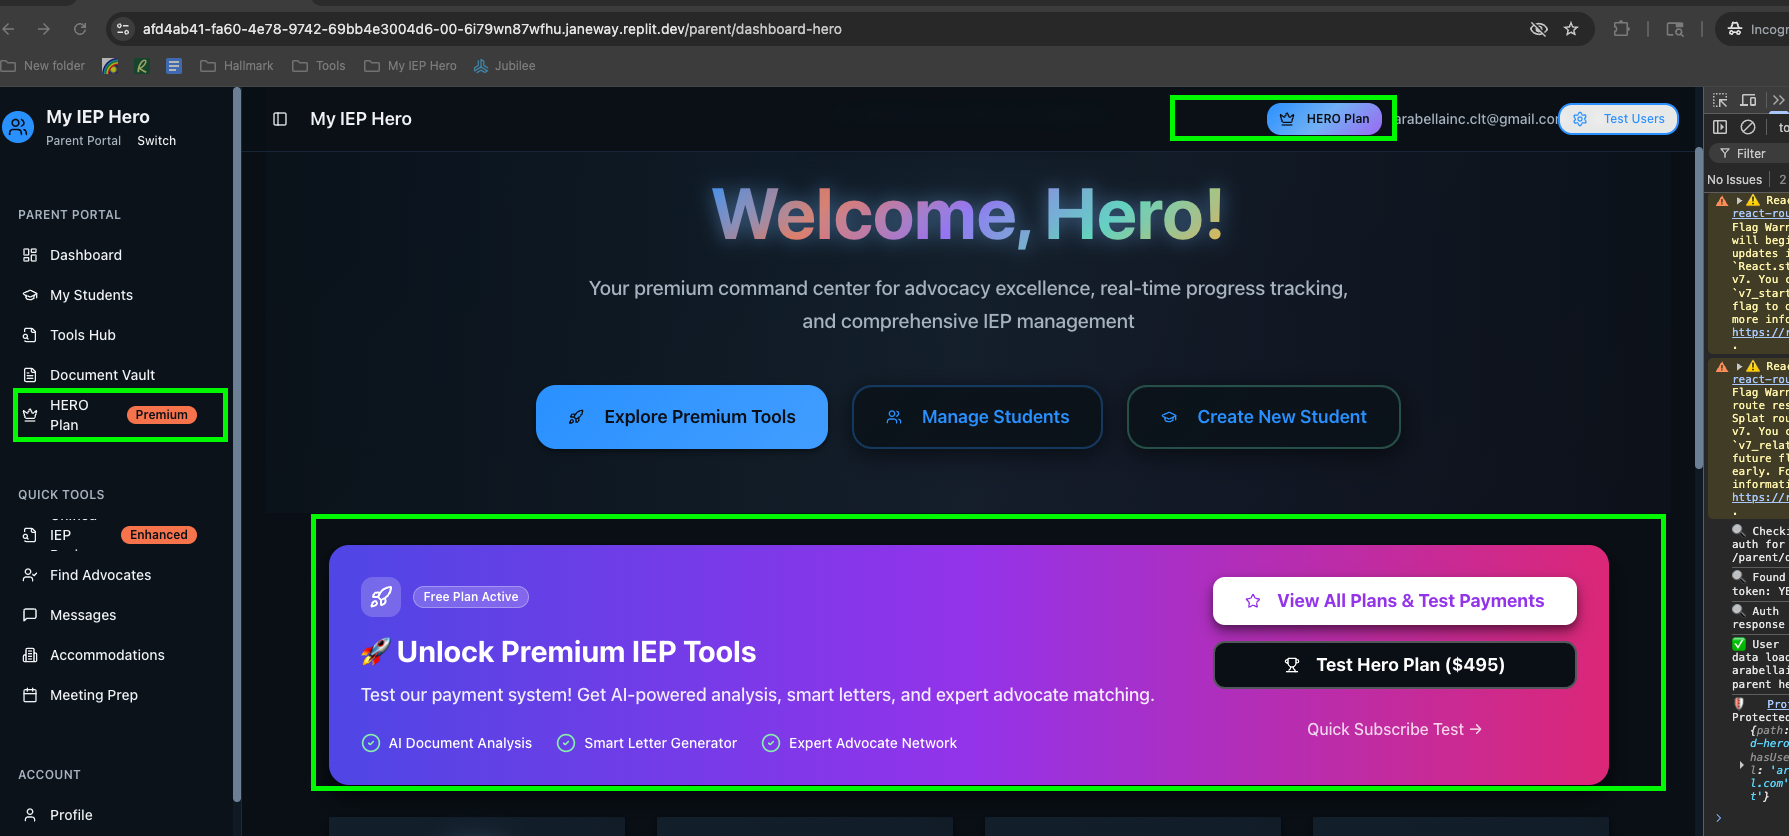 afd4ab41-fa60-4e78-9742-69bb4e3004d6-00-6i79wn87wfhu.janeway.replit.dev/parent/dashboard-hero
Incog
New folder
Hallmark
Tools
My IEP Hero
Jubilee
My IEP Hero
Parent Portal Switch
PARENT PORTAL
Dashboard
My Students
Tools Hub
Document Vault
HERO
Plan
Premium
QUICK TOOLS
IEP
Enhanced
Find Advocates
Messages
Accommodations
Meeting Prep
ACCOUNT
Profile
My IEP Hero
HERO Plan
arabellainc.clt@gmail.co
Test Users
Welcome, Hero!
Your premium command center for advocacy excellence, real-time progress tracking,
and comprehensive IEP management
Explore Premium Tools
Manage Students
Create New Student
Free Plan Active
🚀 Unlock Premium IEP Tools
Test our payment system! Get AI-powered analysis, smart letters, and expert advocate matching.
AI Document Analysis
Smart Letter Generator
Expert Advocate Network
View All Plans & Test Payments
Test Hero Plan ($495)
Quick Subscribe Test →
to
Filter
No Issues
2
⚠️ Reac
react-rou
Flag Warn
will begi
updates i
`React.st
v7. You c
`v7_start
flag to o
more info
https://r
.
⚠️ Reac
react-rou
Flag Warn
route res
Splat rou
v7. You c
`v7_relat
future fl
early. Fo
informati
https://r
.
🔍 Checki
auth for
/parent/d
🔍 Found
token: YE
🔍 Auth
response
✅ User
data load
arabellai
parent he
Pro
Protected
{path:
d-hero
hasUse
l: 'ar
l.com'
t'}